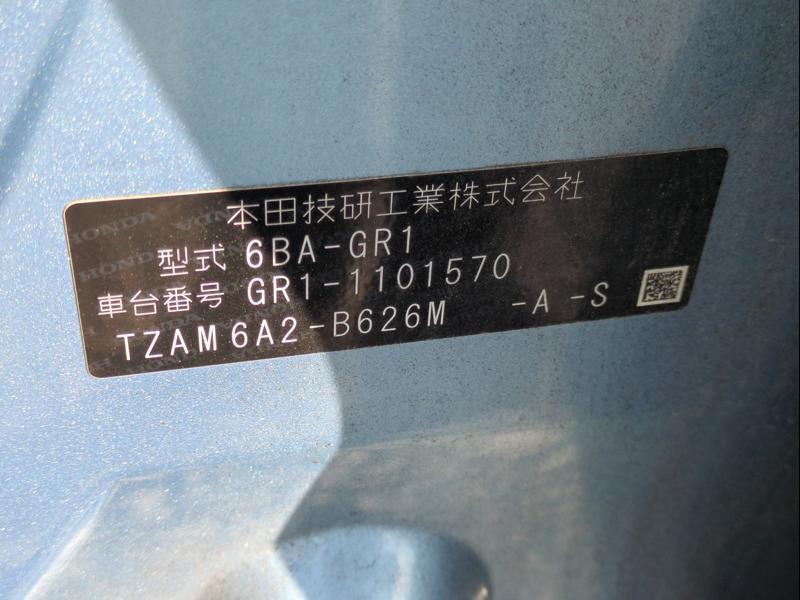 本田技研工業株式会社
型式 6BA-GR1
車台番号 GR1-1101570
TZAM6A2-B626M -A -S